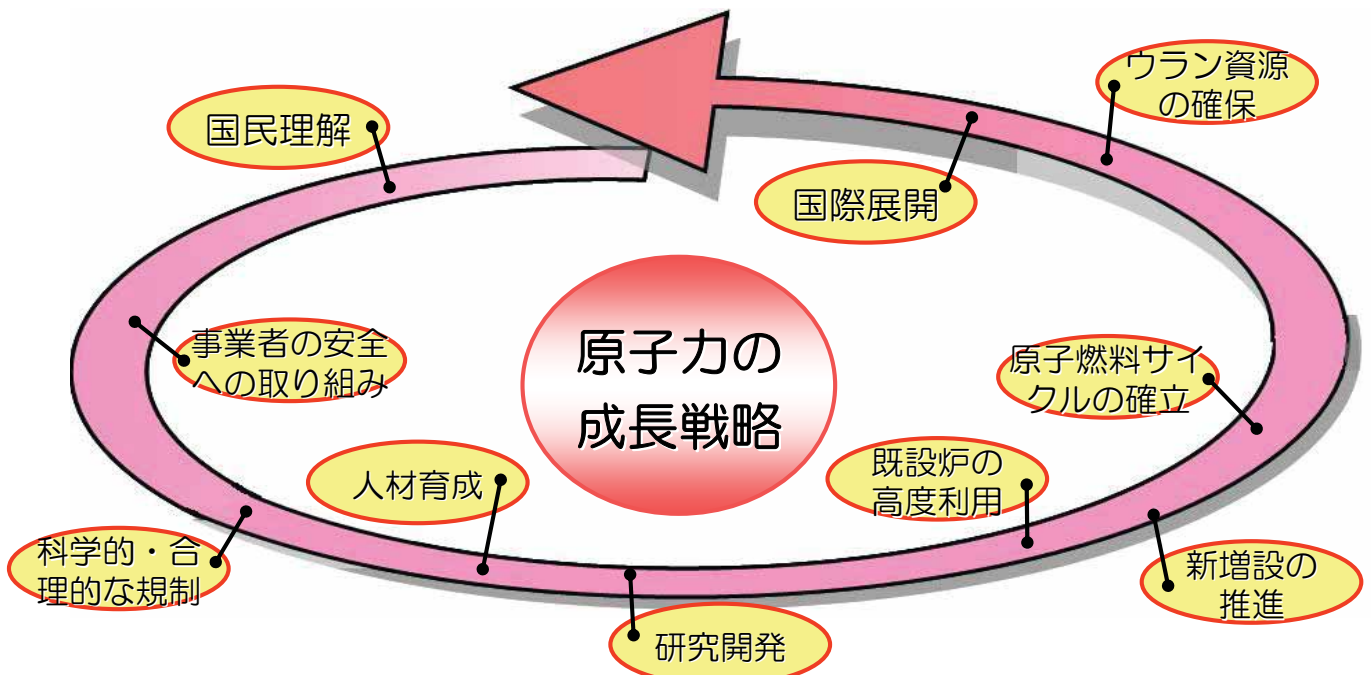 ウラン資源
の確保
国民理解
国際展開
事業者の安全
への取り組み
原子力の
成長戦略
原子燃料サイ
クルの確立
人材育成
既設炉の
高度利用
科学的・合
理的な規制
新増設の
推進
研究開発